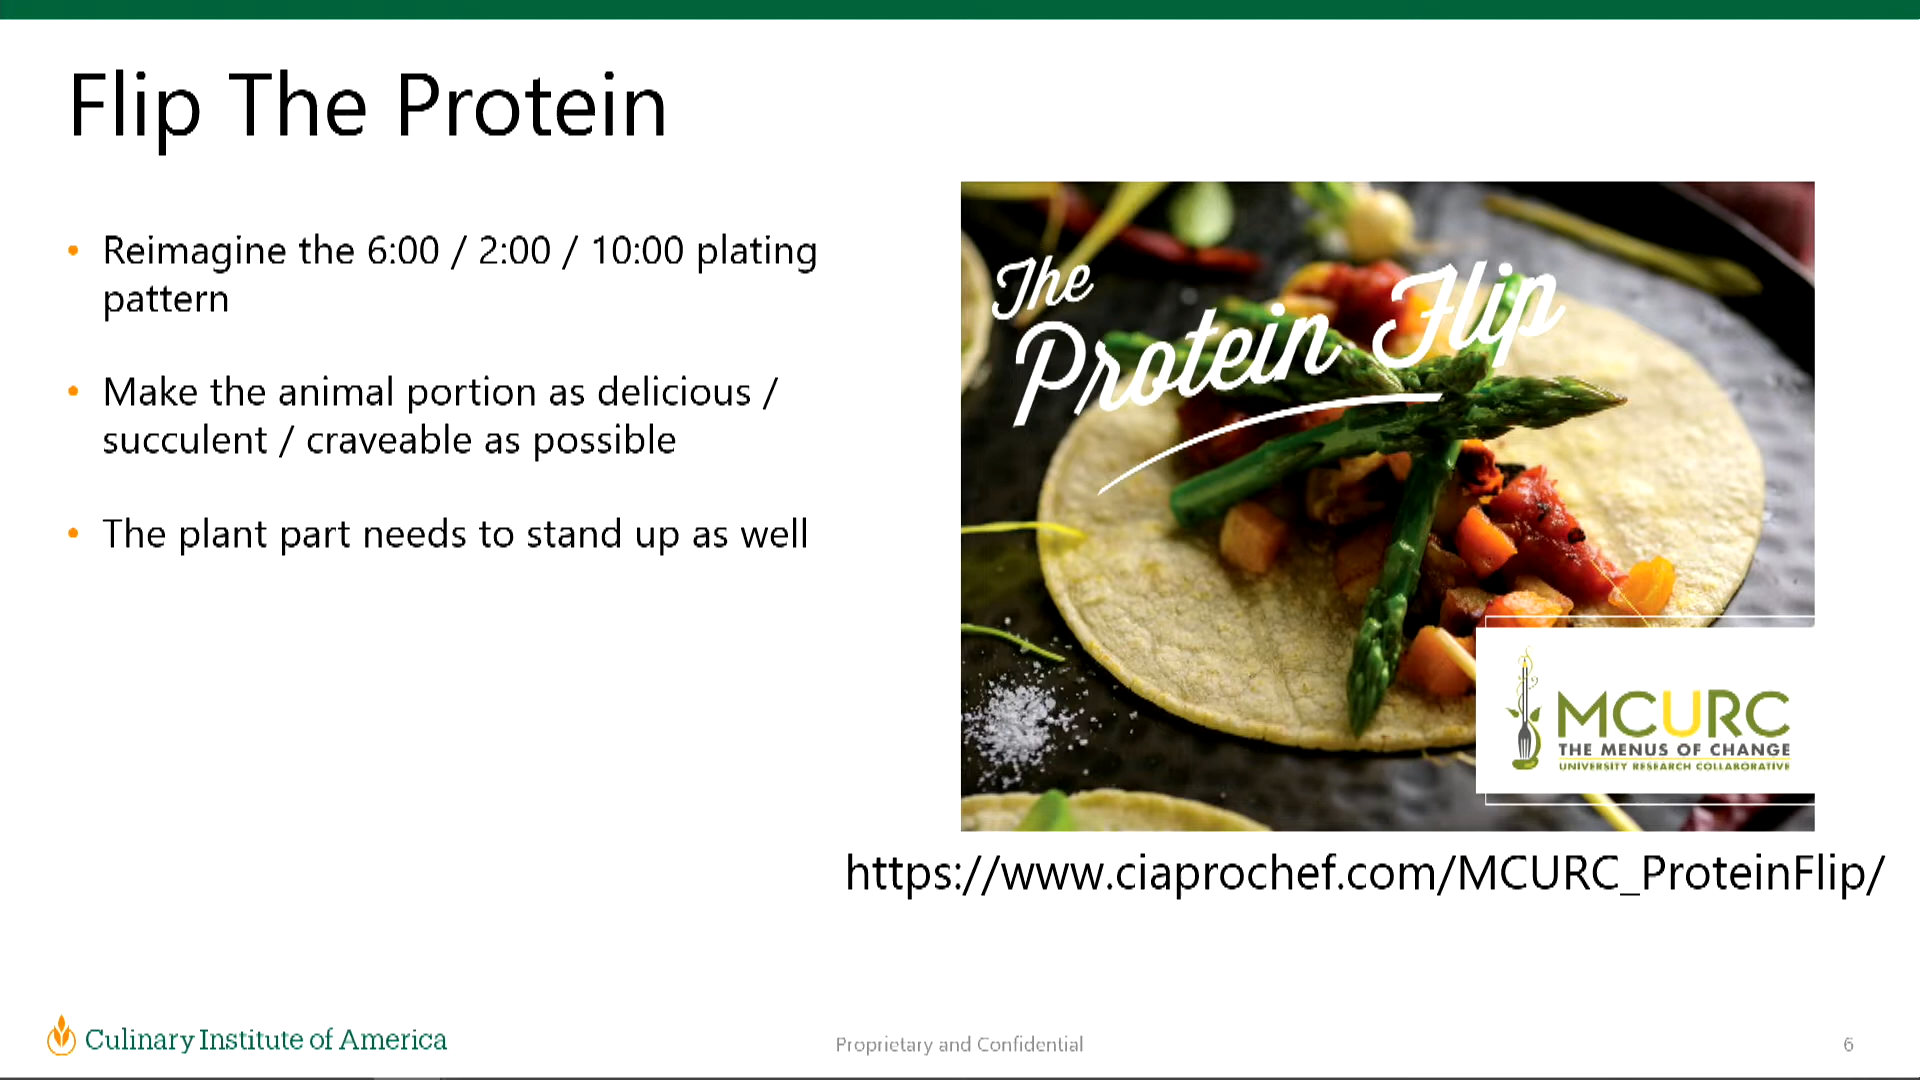 Flip The Protein
• Reimagine the 6:00 / 2:00 / 10:00 plating
pattern
• Make the animal portion as delicious /
succulent / craveable as possible
• The plant part needs to stand up as well
The
Protein Flip
MCURC
THE MENUS OF CHANGE
UNIVERSITY RESEARCH COLLABORATIVE
https://www.ciaprochef.com/MCURC_ProteinFlip/
Culinary Institute of America
Proprietary and Confidential
6